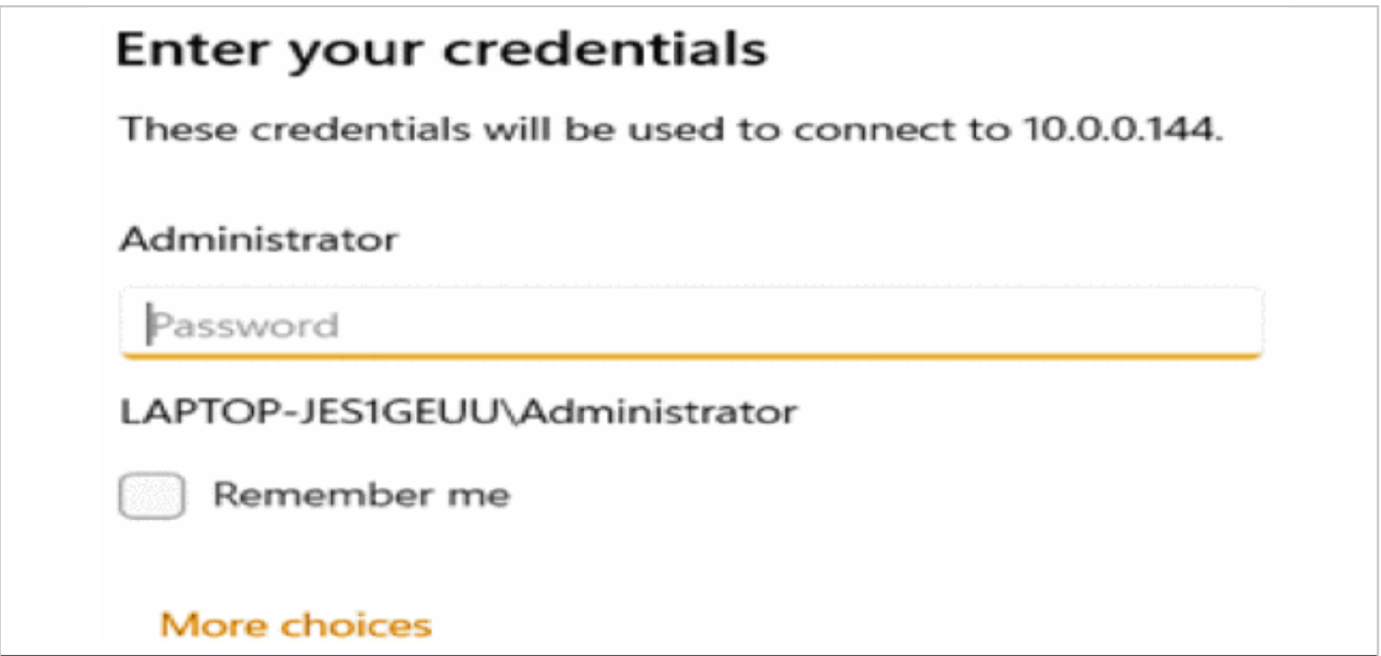 Enter your credentials
These credentials will be used to connect to 10.0.0.144.
Administrator
Password
LAPTOP-JES1GEUU\Administrator
Remember me
More choices